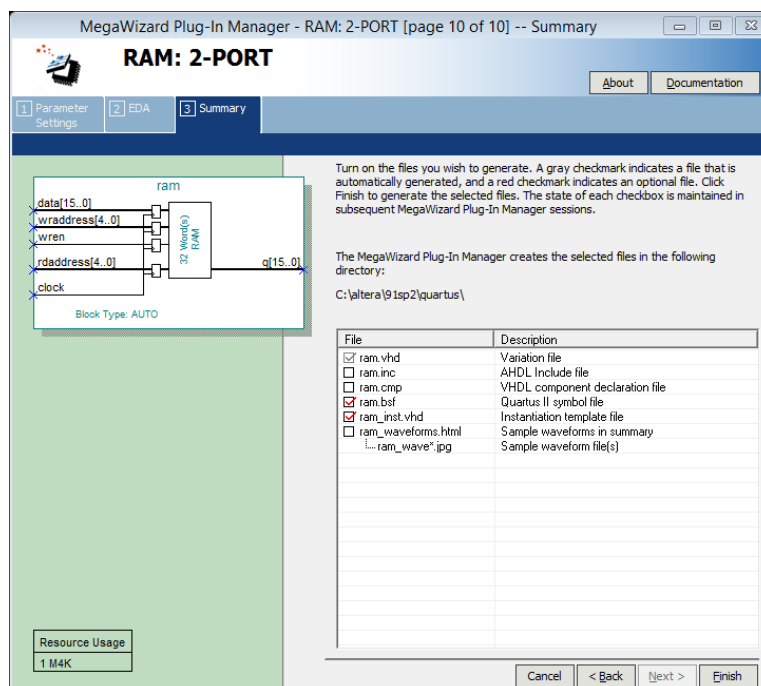 MegaWizard Plug-In Manager - RAM: 2-PORT [page 10 of 10] -- Summary
RAM: 2-PORT
About
Documentation
1 Parameter Settings
2 EDA
3 Summary
ram
data[15..0]
wraddress[4..0]
wren
rdaddress[4..0]
clock
32 Word(s)
RAM
q[15..0]
Block Type: AUTO
Resource Usage
1 M4K
Turn on the files you wish to generate. A gray checkmark indicates a file that is
automatically generated, and a red checkmark indicates an optional file. Click
Finish to generate the selected files. The state of each checkbox is maintained in
subsequent MegaWizard Plug-In Manager sessions.
The MegaWizard Plug-In Manager creates the selected files in the following
directory:
C:\altera\91sp2\quartus\
File Description
ram.vhd Variation file
ram.inc AHDL Include file
ram.cmp VHDL component declaration file
ram.bsf Quartus II symbol file
ram_inst.vhd Instantiation template file
ram_waveforms.html Sample waveforms in summary
ram_wave*.jpg Sample waveform file(s)
Cancel
< Back
Next >
Finish